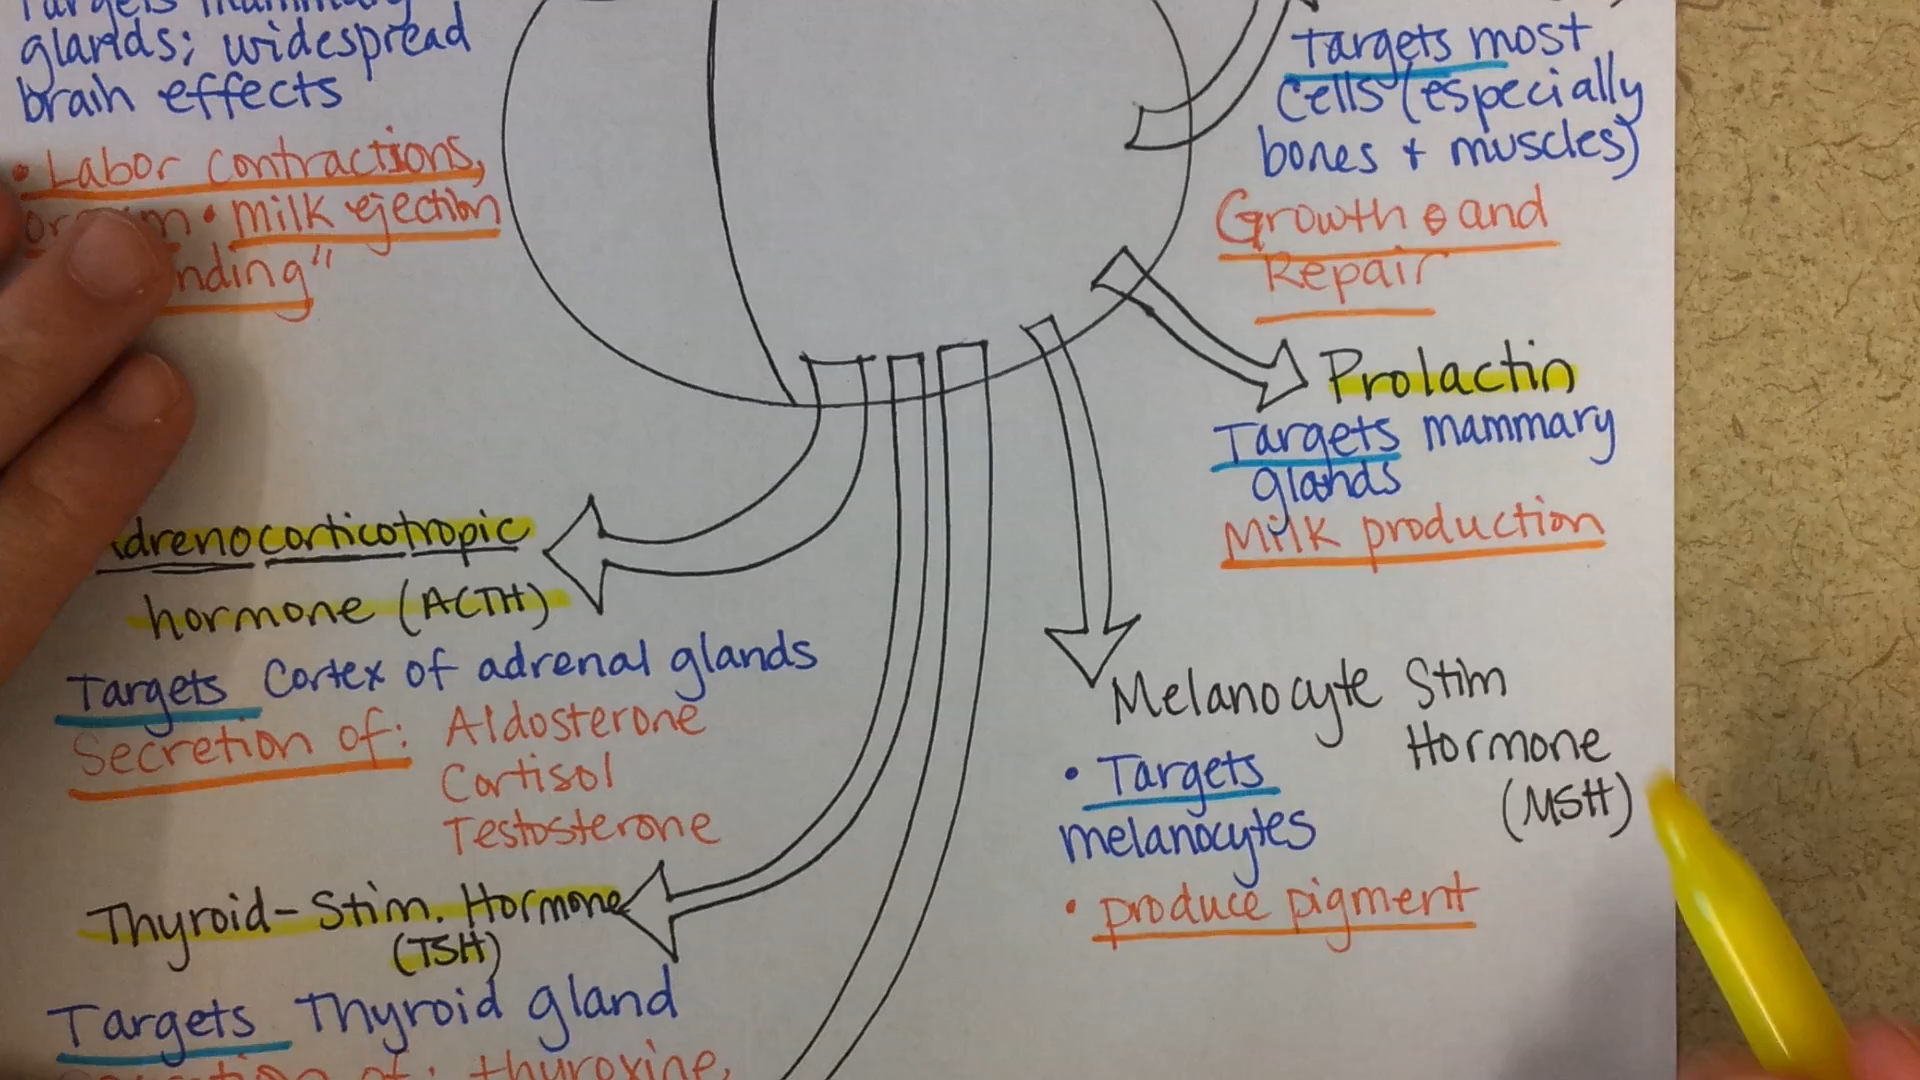 glands; widespread
brain effects
• Labor contractions,
• Milk ejection
Targets most
cells (especially
bones + muscles)
Growth and
Repair
Prolactin
Targets mammary
glands
Milk production
Adrenocorticotropic
hormone (ACTH)
Targets Cortex of adrenal glands
Secretion of: Aldosterone
Cortisol
Testosterone
Melanocyte Stim
Hormone
(MSH)
• Targets
melanocytes
• produce pigment
Thyroid-Stim. Hormone
(TSH)
Targets Thyroid gland
thyroxine,